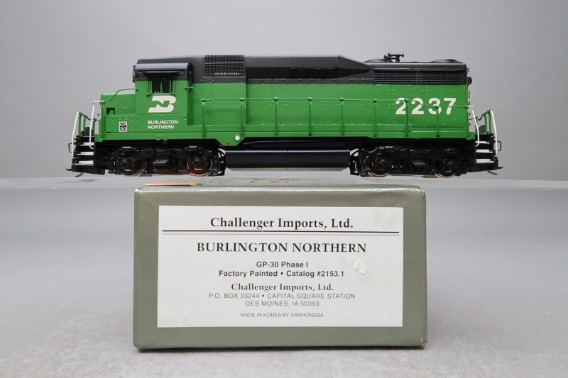 BURLINGTON
NORTHERN
2237
Challenger Imports, Ltd.
BURLINGTON NORTHERN
GP-30 Phase I
Factory Painted • Catalog #2153.1
Challenger Imports, Ltd.
P.O. BOX 93244 • CAPITAL SQUARE STATION
DES MOINES, IA 50393
MADE IN KOREA BY SAMHONGSA